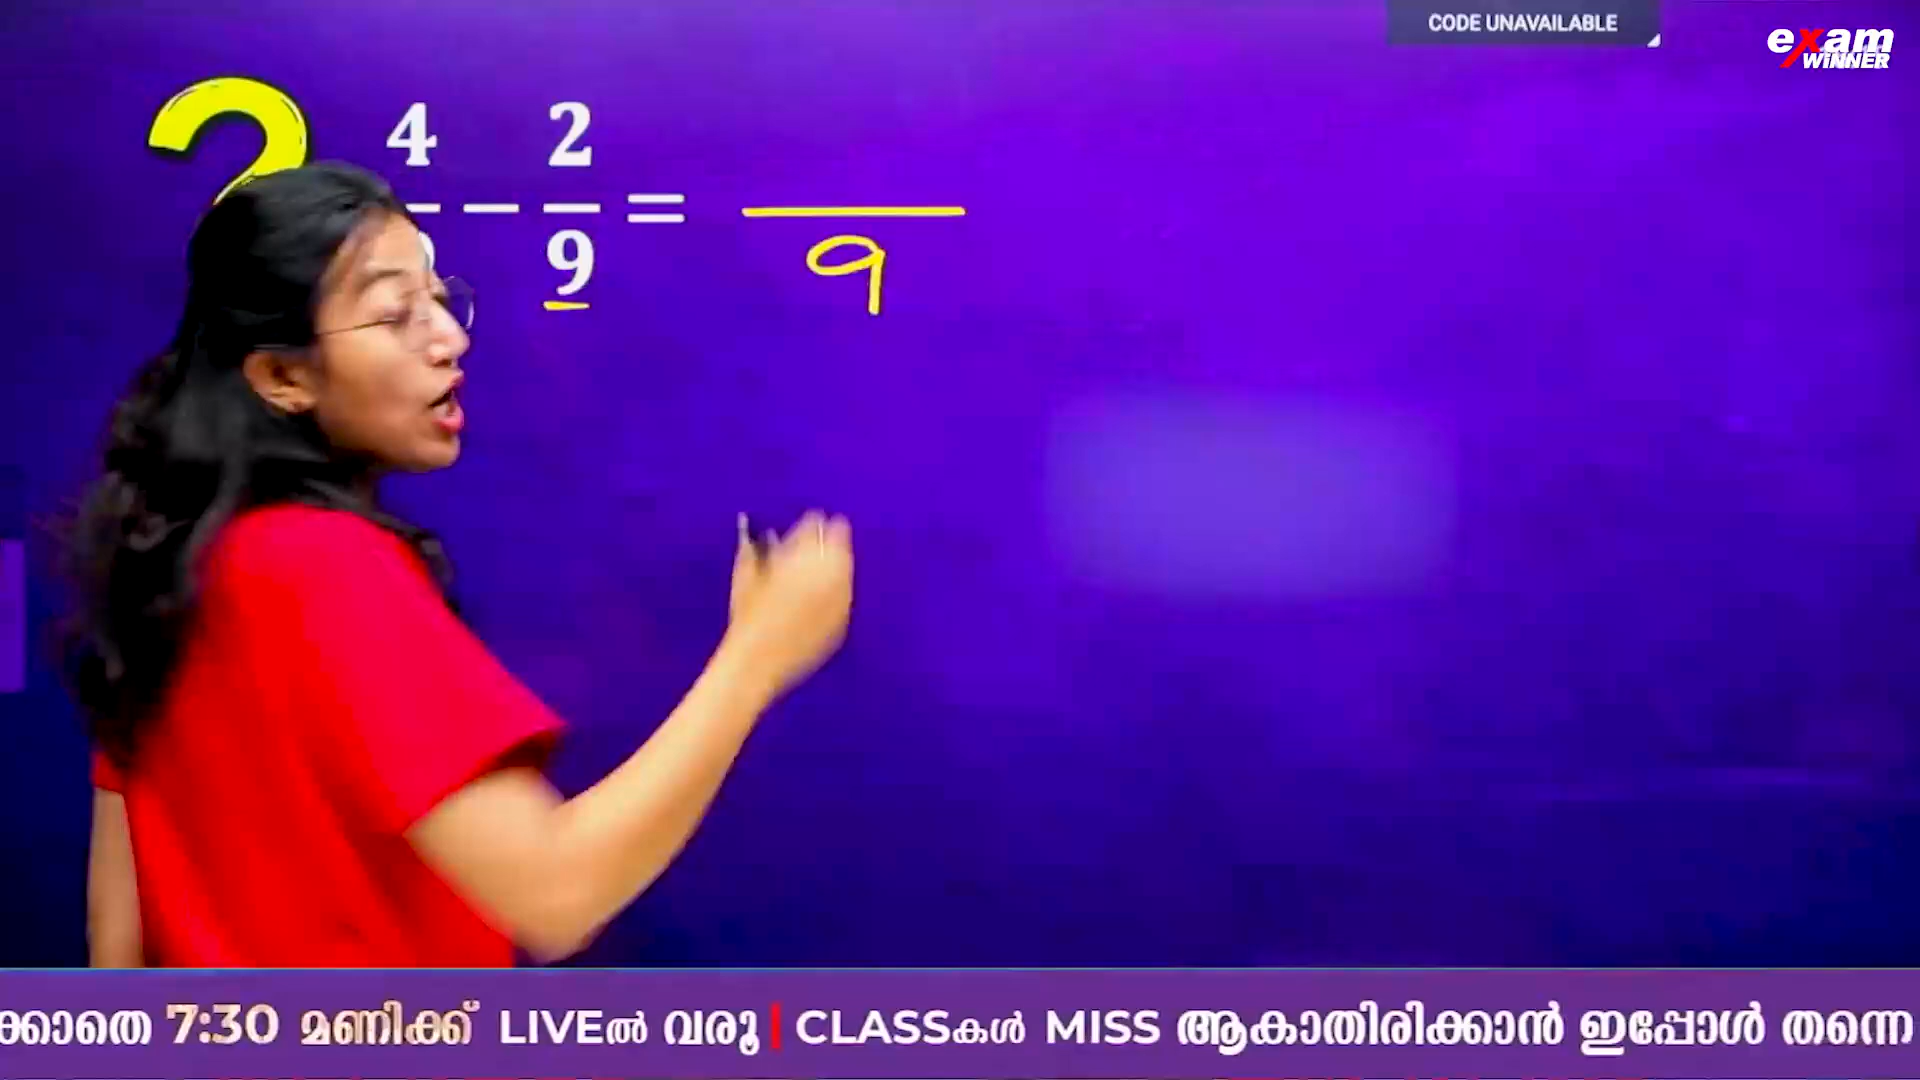 CODE UNAVAILABLE
exam
WINNER
4 2
— =
9 9
ക്കാതെ 7:30 മണിക്ക് LIVEൽ വരൂ | CLASSകൾ MISS ആകാതിരിക്കാൻ ഇപ്പോൾ തന്നെ